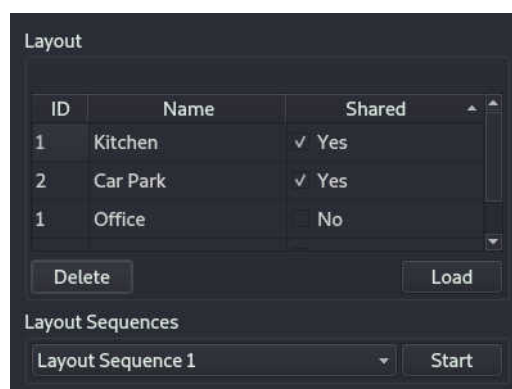 Layout
ID Name Shared
1 Kitchen ✓ Yes
2 Car Park ✓ Yes
1 Office No
Delete Load
Layout Sequences
Layout Sequence 1 Start